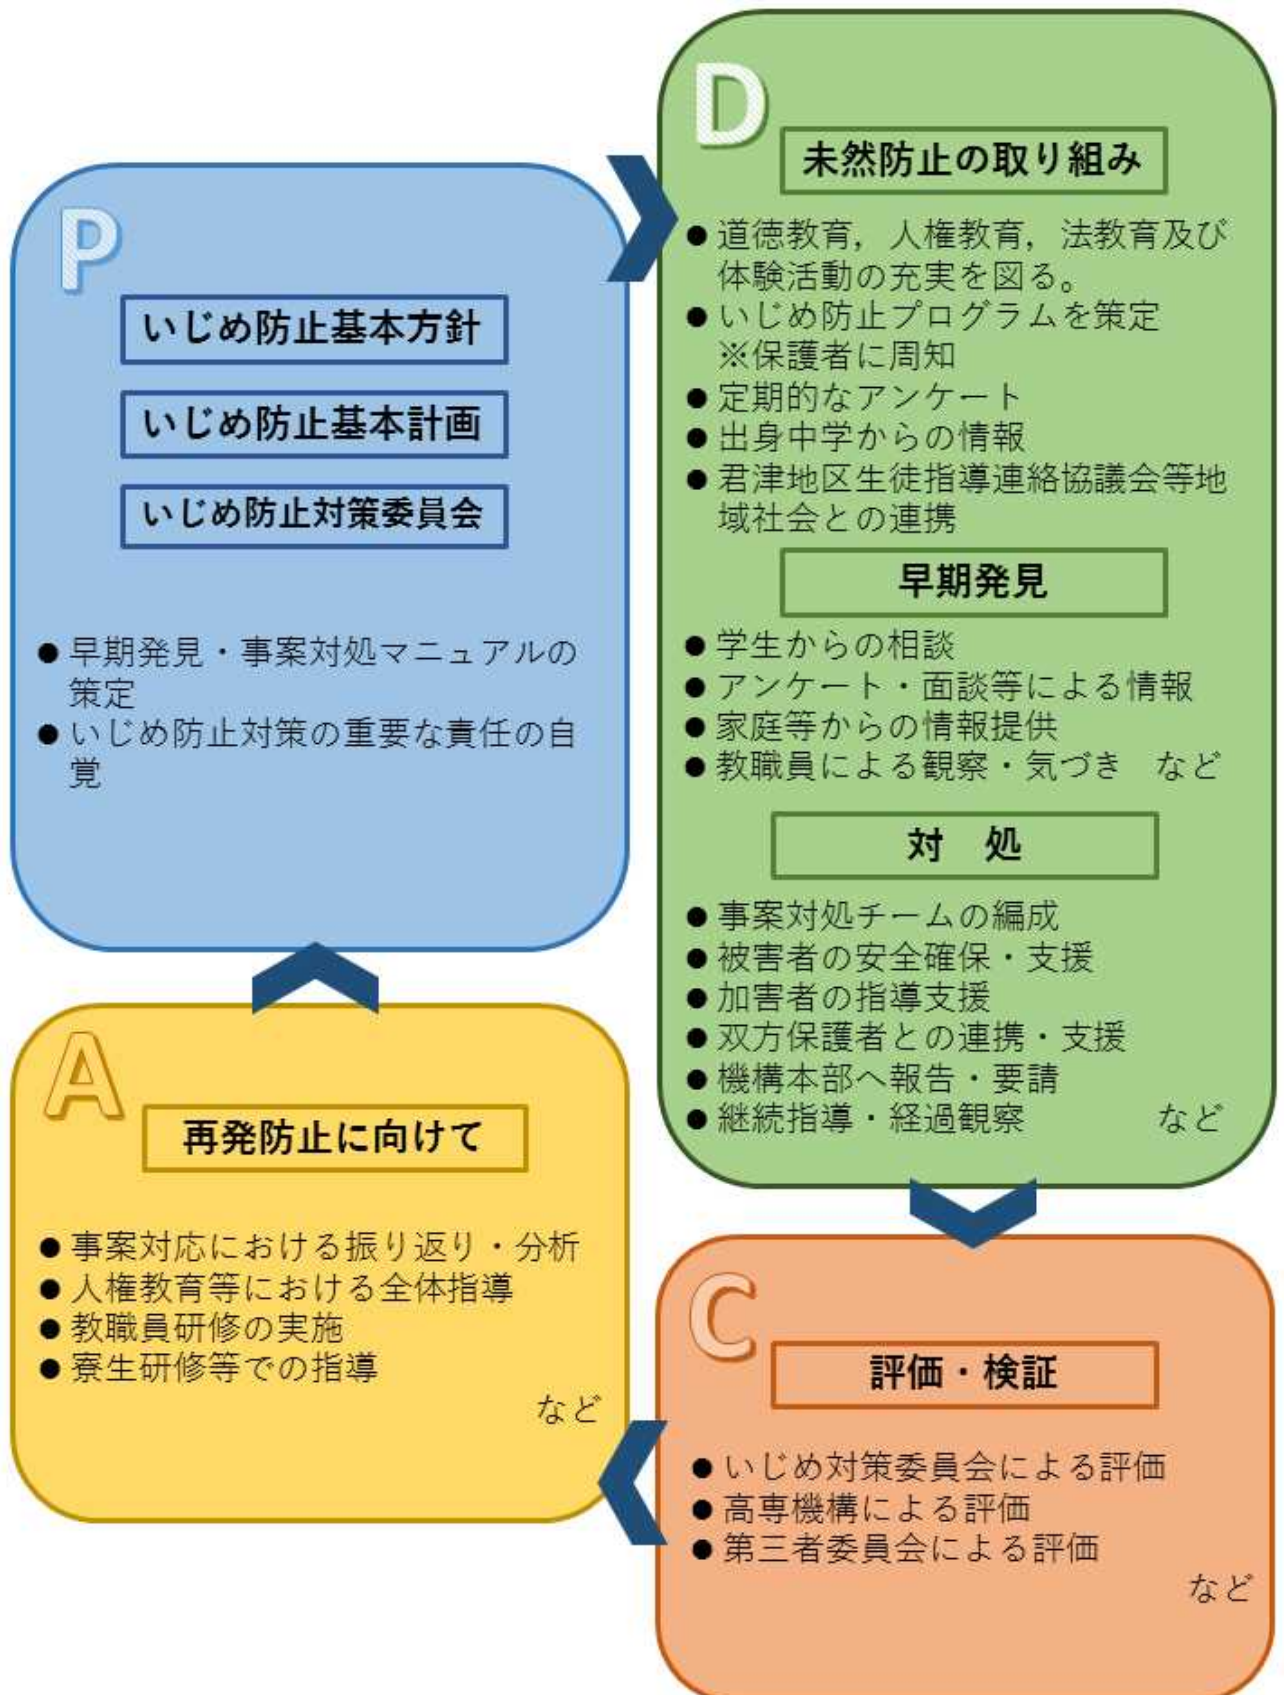 P
いじめ防止基本方針
いじめ防止基本計画
いじめ防止対策委員会
●早期発見・事案対処マニュアルの
策定
●いじめ防止対策の重要な責任の自
覚
D
未然防止の取り組み
●道徳教育，人権教育，法教育及び
体験活動の充実を図る。
●いじめ防止プログラムを策定
※保護者に周知
●定期的なアンケート
●出身中学からの情報
●君津地区生徒指導連絡協議会等地
域社会との連携
早期発見
●学生からの相談
●アンケート・面談等による情報
●家庭等からの情報提供
●教職員による観察・気づき　など
対　処
●事案対処チームの編成
●被害者の安全確保・支援
●加害者の指導支援
●双方保護者との連携・支援
●機構本部へ報告・要請
●継続指導・経過観察　　　　など
C
評価・検証
●いじめ対策委員会による評価
●高専機構による評価
●第三者委員会による評価
など
A
再発防止に向けて
●事案対応における振り返り・分析
●人権教育等における全体指導
●教職員研修の実施
●寮生研修等での指導
など